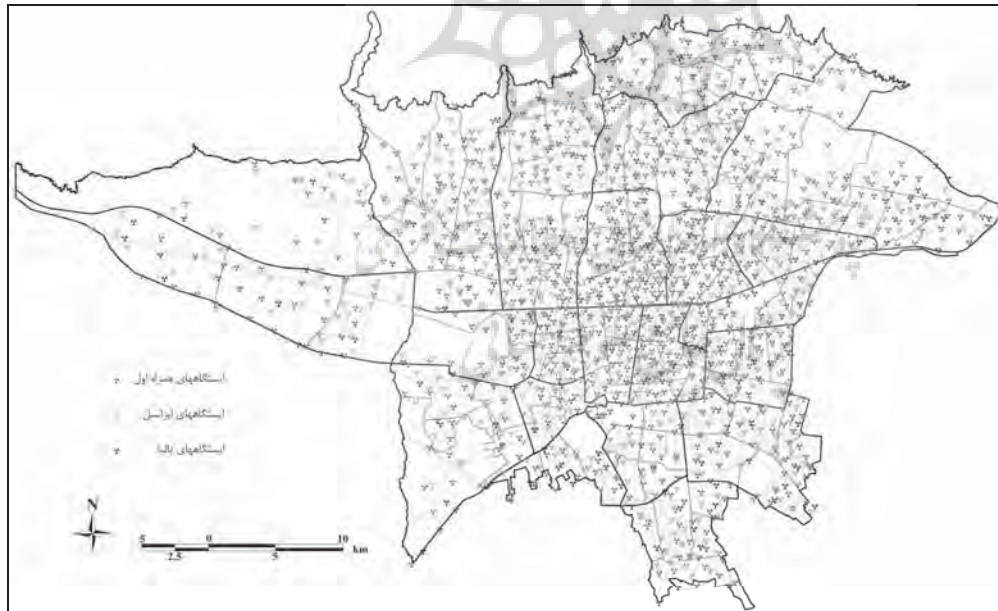 ایستگاههای همراه اول
ایستگاههای ایرانسل
ایستگاههای تالیا
N
5 0 10
2.5 5 km